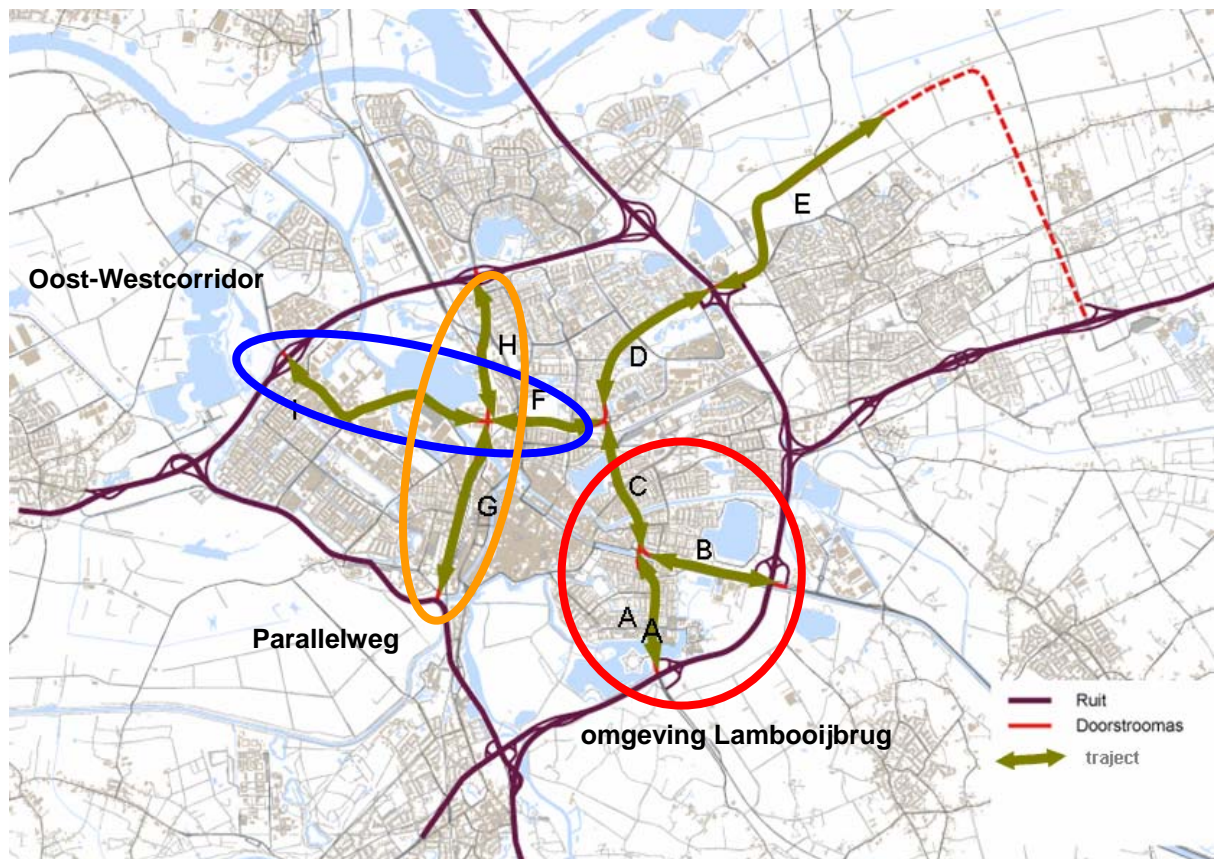 E
Oost-Westcorridor
H
D
I
F
C
G
B
A
A
Parallelweg
omgeving Lambooijbrug
Ruit
Doorstroomas
traject